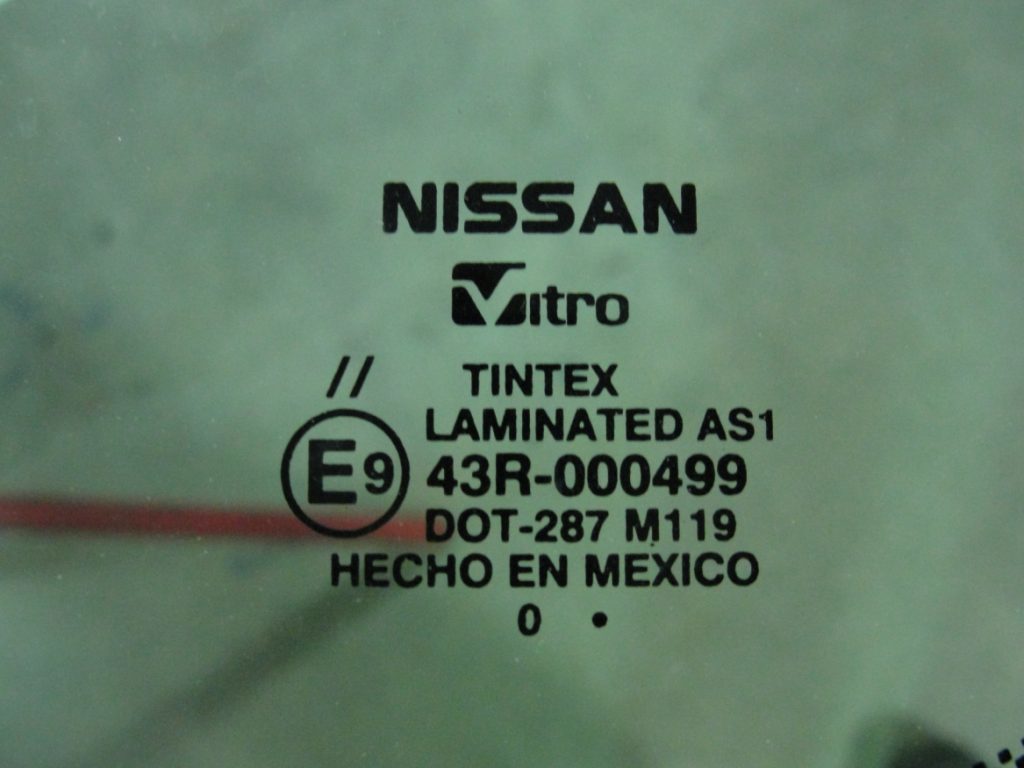 NISSAN
Vitro
// TINTEX
LAMINATED AS1
E9 43R-000499
DOT-287 M119
HECHO EN MEXICO
0 •